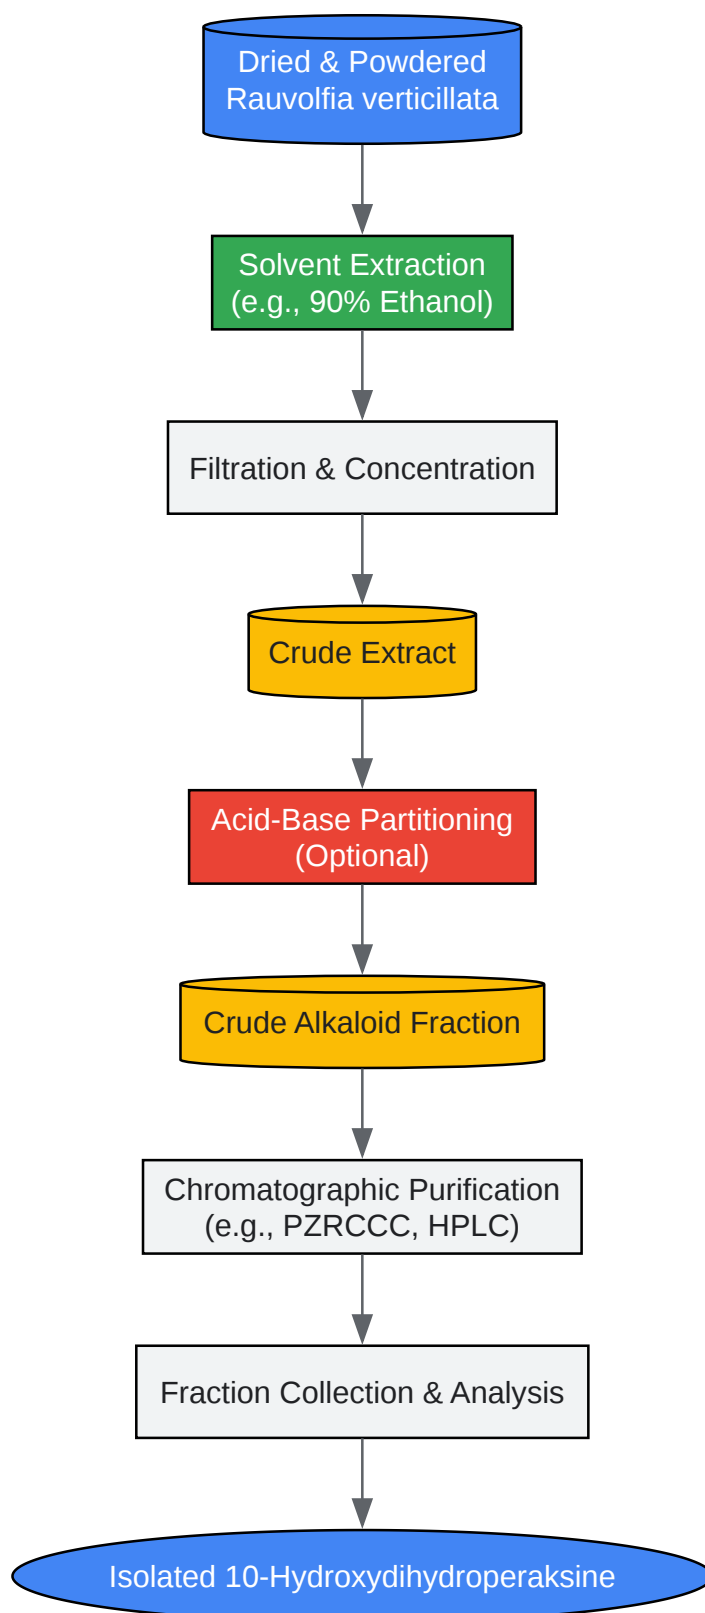 Dried & Powdered
Rauvolfia verticillata
Solvent Extraction
(e.g., 90% Ethanol)
Filtration & Concentration
Crude Extract
Acid-Base Partitioning
(Optional)
Crude Alkaloid Fraction
Chromatographic Purification
(e.g., PZRCCC, HPLC)
Fraction Collection & Analysis
Isolated 10-Hydroxydihydroperaksine